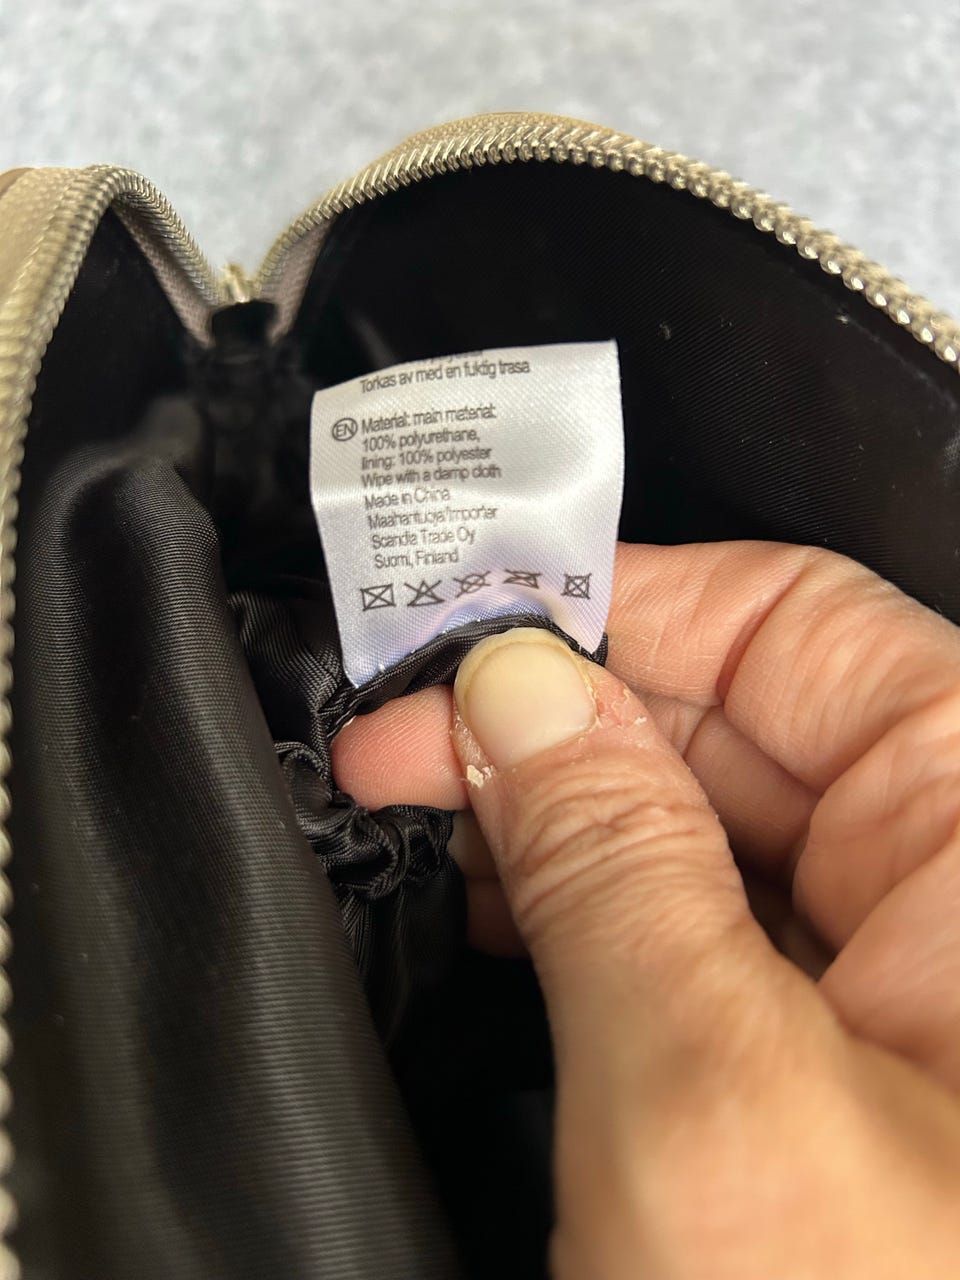 Torkas av med en fuktig trasa
EN Material: main material:
100% polyurethane,
lining: 100% polyester
Wipe with a damp cloth
Made in China
Maahantuoja/Importer
Scandia Trade Oy
Suomi, Finland